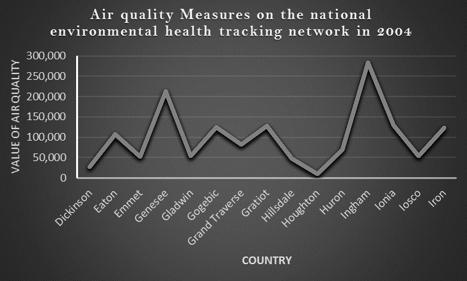 Air quality Measures on the national
environmental health tracking network in 2004
VALUE OF AIR QUALITY
300,000
250,000
200,000
150,000
100,000
50,000
0
Dickinson
Eaton
Emmet
Genesee
Gladwin
Gogebic
Grand Traverse
Gratiot
Hillsdale
Houghton
Huron
Ingham
Ionia
Iosco
Iron
COUNTRY